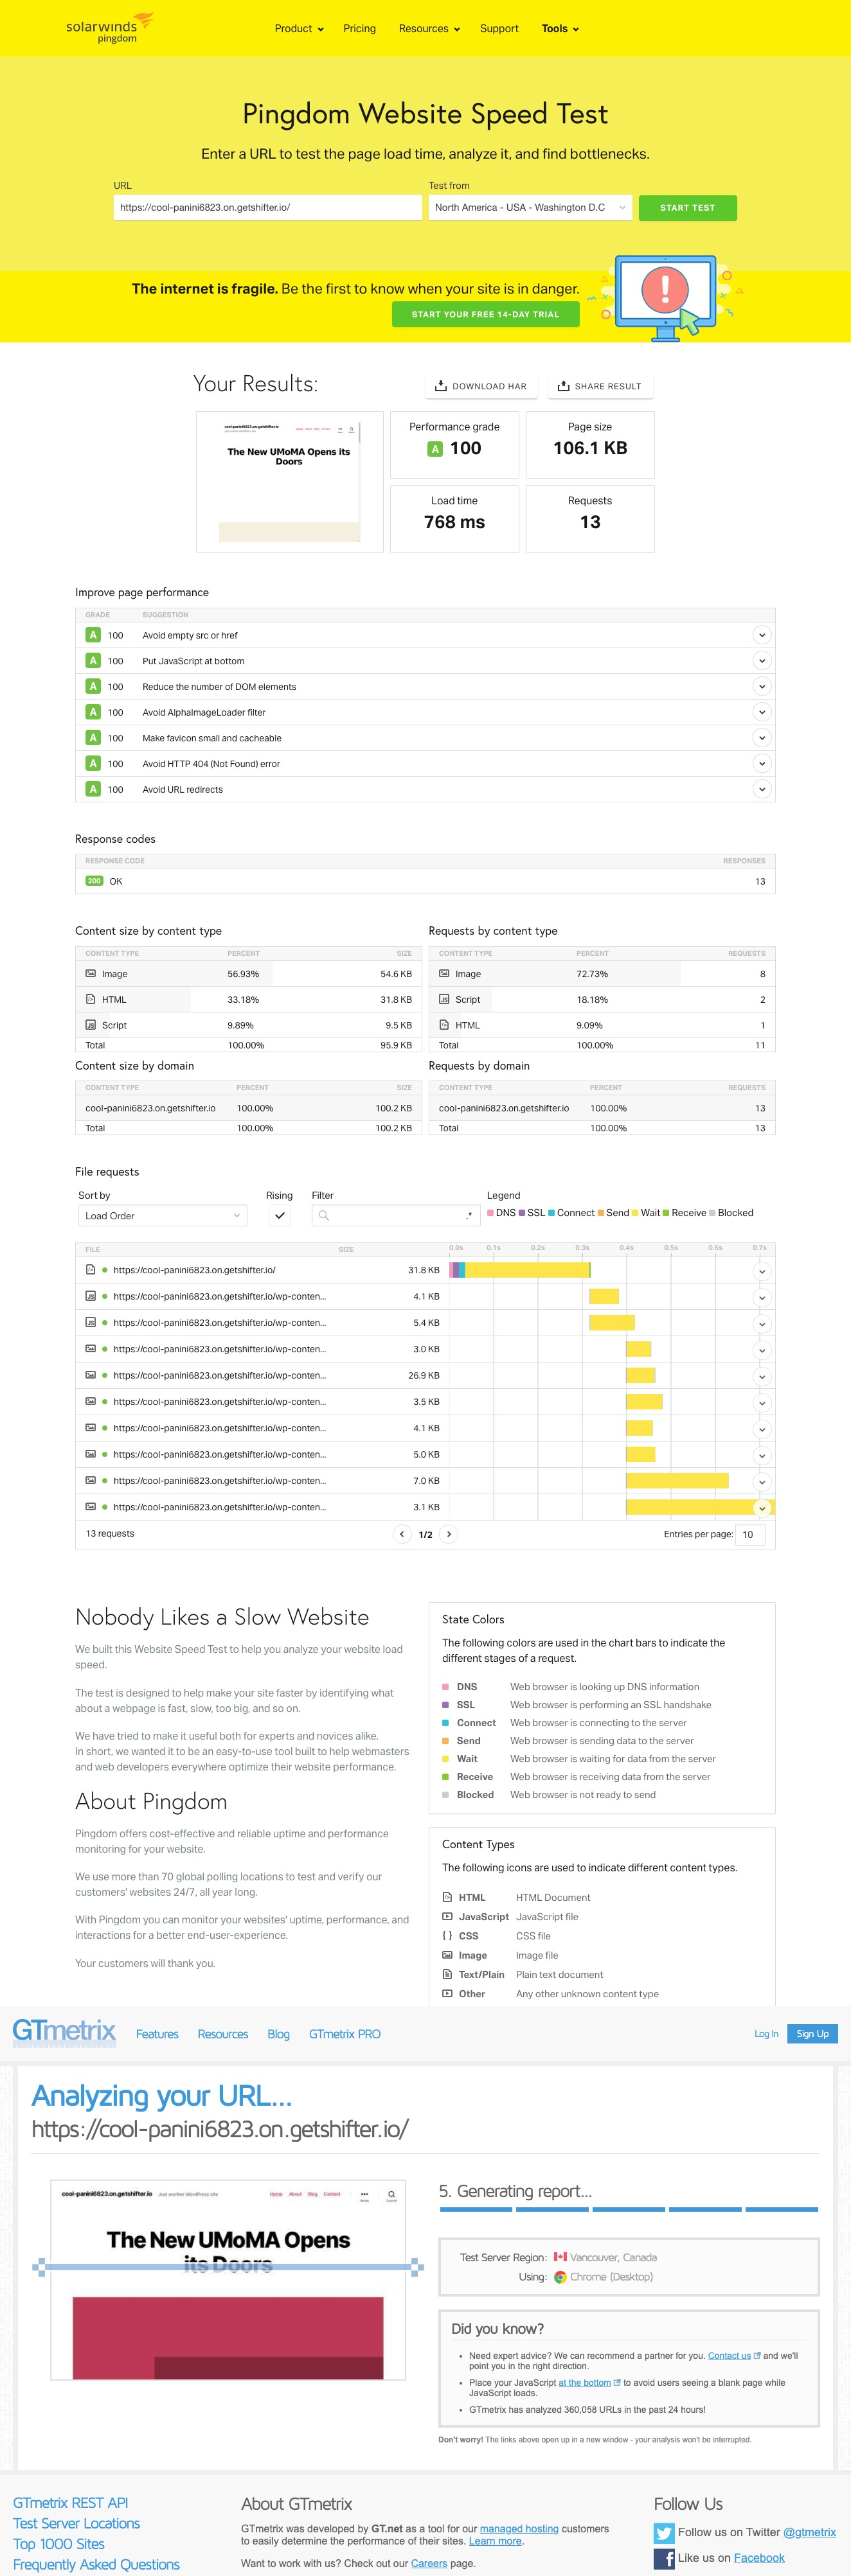 solarwinds
pingdom
Product
Pricing
Resources
Support
Tools
Pingdom Website Speed Test
Enter a URL to test the page load time, analyze it, and find bottlenecks.
URL
Test from
https://cool-panini6823.on.getshifter.io/
North America - USA - Washington D.C
START TEST
The internet is fragile. Be the first to know when your site is in danger.
START YOUR FREE 14-DAY TRIAL
Your Results:
DOWNLOAD HAR
SHARE RESULT
cool-panini6823.on.getshifter.io
The New UMoMA Opens its
Doors
Performance grade
A 100
Page size
106.1 KB
Load time
768 ms
Requests
13
Improve page performance
GRADE SUGGESTION
A 100 Avoid empty src or href
A 100 Put JavaScript at bottom
A 100 Reduce the number of DOM elements
A 100 Avoid AlphaImageLoader filter
A 100 Make favicon small and cacheable
A 100 Avoid HTTP 404 (Not Found) error
A 100 Avoid URL redirects
Response codes
RESPONSE CODE RESPONSES
200 OK 13
Content size by content type
CONTENT TYPE PERCENT SIZE
Image 56.93% 54.6 KB
HTML 33.18% 31.8 KB
Script 9.89% 9.5 KB
Total 100.00% 95.9 KB
Requests by content type
CONTENT TYPE PERCENT REQUESTS
Image 72.73% 8
Script 18.18% 2
HTML 9.09% 1
Total 100.00% 11
Content size by domain
CONTENT TYPE PERCENT SIZE
cool-panini6823.on.getshifter.io 100.00% 100.2 KB
Total 100.00% 100.2 KB
Requests by domain
CONTENT TYPE PERCENT REQUESTS
cool-panini6823.on.getshifter.io 100.00% 13
Total 100.00% 13
File requests
Sort by
Rising
Filter
Legend
Load Order
.*
DNS SSL Connect Send Wait Receive Blocked
FILE SIZE 0.0s 0.1s 0.2s 0.3s 0.4s 0.5s 0.6s 0.7s
https://cool-panini6823.on.getshifter.io/ 31.8 KB
https://cool-panini6823.on.getshifter.io/wp-conten... 4.1 KB
https://cool-panini6823.on.getshifter.io/wp-conten... 5.4 KB
https://cool-panini6823.on.getshifter.io/wp-conten... 3.0 KB
https://cool-panini6823.on.getshifter.io/wp-conten... 26.9 KB
https://cool-panini6823.on.getshifter.io/wp-conten... 3.5 KB
https://cool-panini6823.on.getshifter.io/wp-conten... 4.1 KB
https://cool-panini6823.on.getshifter.io/wp-conten... 5.0 KB
https://cool-panini6823.on.getshifter.io/wp-conten... 7.0 KB
https://cool-panini6823.on.getshifter.io/wp-conten... 3.1 KB
13 requests
1/2
Entries per page: 10
Nobody Likes a Slow Website
We built this Website Speed Test to help you analyze your website load
speed.
The test is designed to help make your site faster by identifying what
about a webpage is fast, slow, too big, and so on.
We have tried to make it useful both for experts and novices alike.
In short, we wanted it to be an easy-to-use tool built to help webmasters
and web developers everywhere optimize their website performance.
About Pingdom
Pingdom offers cost-effective and reliable uptime and performance
monitoring for your website.
We use more than 70 global polling locations to test and verify our
customers' websites 24/7, all year long.
With Pingdom you can monitor your websites' uptime, performance, and
interactions for a better end-user-experience.
Your customers will thank you.
State Colors
The following colors are used in the chart bars to indicate the
different stages of a request.
DNS Web browser is looking up DNS information
SSL Web browser is performing an SSL handshake
Connect Web browser is connecting to the server
Send Web browser is sending data to the server
Wait Web browser is waiting for data from the server
Receive Web browser is receiving data from the server
Blocked Web browser is not ready to send
Content Types
The following icons are used to indicate different content types.
HTML HTML Document
JavaScript JavaScript file
CSS CSS file
Image Image file
Text/Plain Plain text document
Other Any other unknown content type
GTmetrix
Features
Resources
Blog
GTmetrix PRO
Log In
Sign Up
Analyzing your URL...
https://cool-panini6823.on.getshifter.io/
cool-panini6823.on.getshifter.io Just another WordPress site
Home About Blog Contact
Menu
Search
The New UMoMA Opens
its Doors
5. Generating report...
Test Server Region: Vancouver, Canada
Using: Chrome (Desktop)
Did you know?
Need expert advice? We can recommend a partner for you. Contact us and we'll
point you in the right direction.
Place your JavaScript at the bottom to avoid users seeing a blank page while
JavaScript loads.
GTmetrix has analyzed 360,058 URLs in the past 24 hours!
Don't worry! The links above open up in a new window - your analysis won't be interrupted.
GTmetrix REST API
Test Server Locations
Top 1000 Sites
Frequently Asked Questions
About GTmetrix
GTmetrix was developed by GT.net as a tool for our managed hosting customers
to easily determine the performance of their sites. Learn more.
Want to work with us? Check out our Careers page.
Follow Us
Follow us on Twitter @gtmetrix
Like us on Facebook